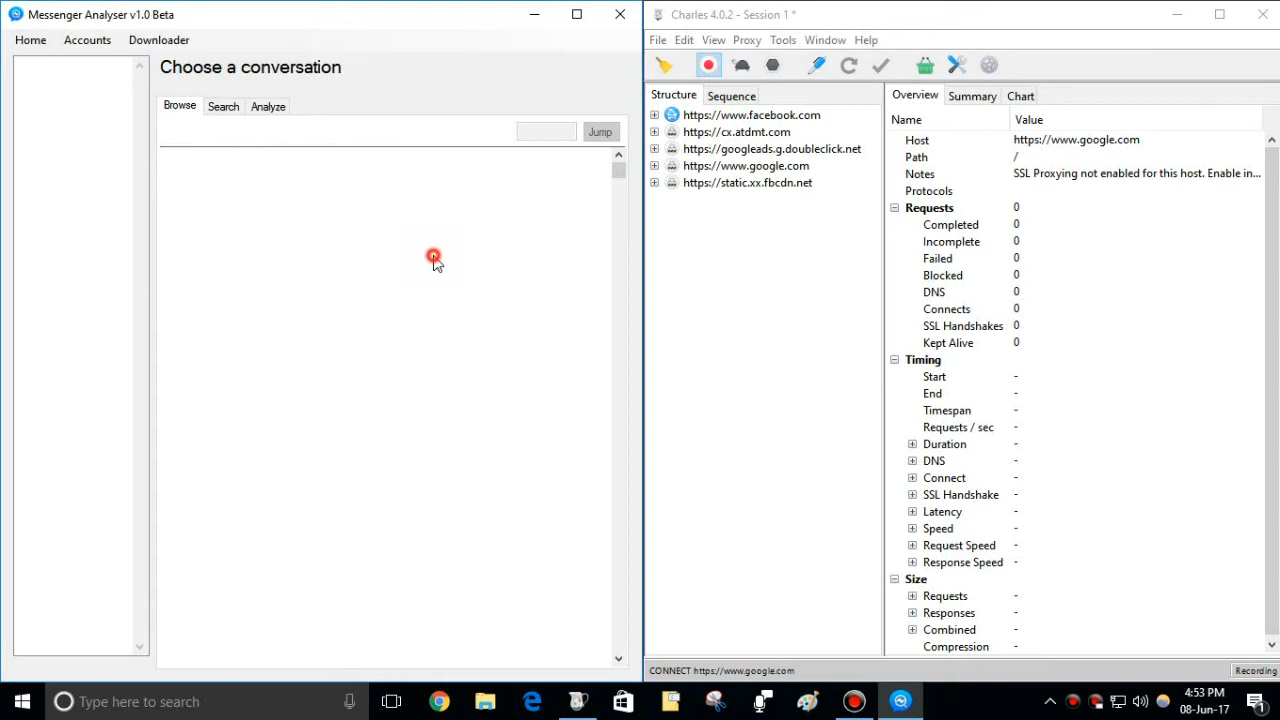 Messenger Analyser v1.0 Beta
Home Accounts Downloader
Choose a conversation
Browse Search Analyze
Jump
Charles 4.0.2 - Session 1 *
File Edit View Proxy Tools Window Help
Structure Sequence
https://www.facebook.com
https://cx.atdmt.com
https://googleads.g.doubleclick.net
https://www.google.com
https://static.xx.fbcdn.net
Overview Summary Chart
Name Value
Host https://www.google.com
Path /
Notes SSL Proxying not enabled for this host. Enable in...
Protocols
Requests 0
Completed 0
Incomplete 0
Failed 0
Blocked 0
DNS 0
Connects 0
SSL Handshakes 0
Kept Alive 0
Timing
Start -
End -
Timespan -
Requests / sec -
Duration -
DNS -
Connect -
SSL Handshake -
Latency -
Speed -
Request Speed -
Response Speed -
Size
Requests -
Responses -
Combined -
Compression -
CONNECT https://www.google.com Recording
Type here to search
4:53 PM
08-Jun-17
1